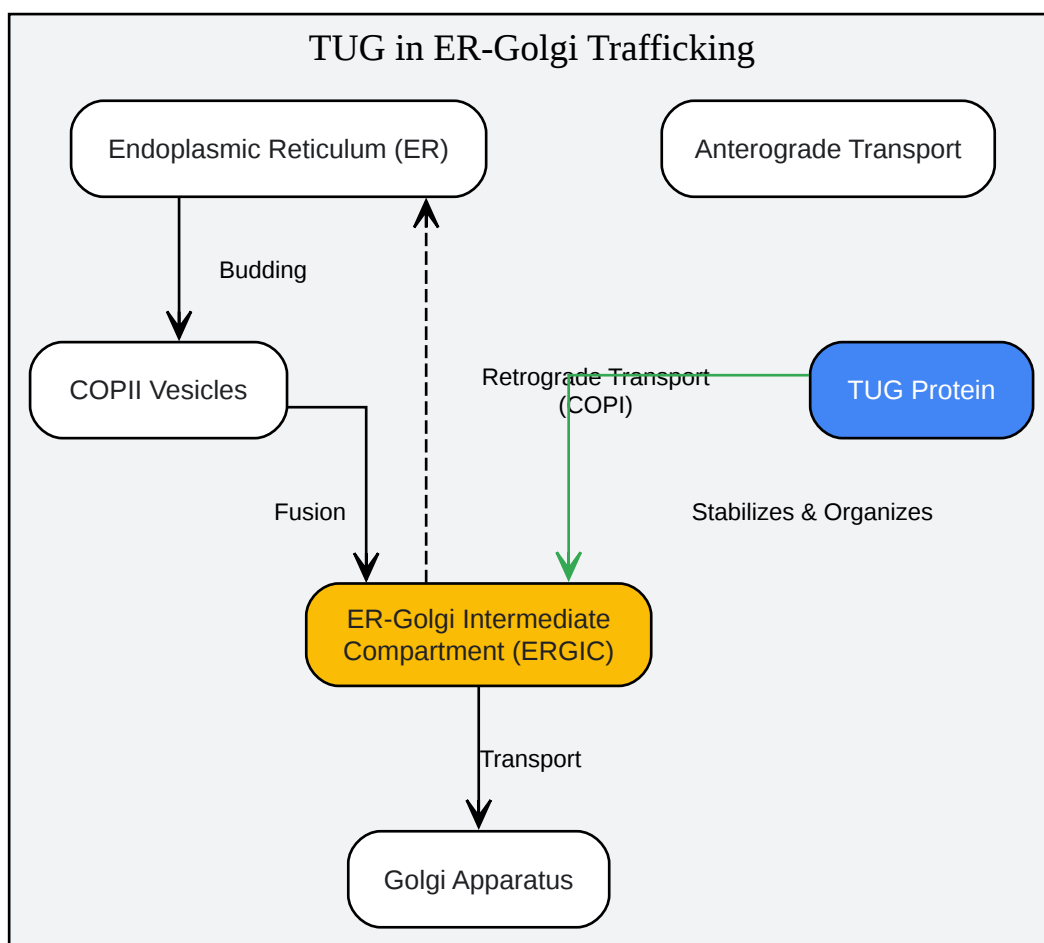 TUG in ER-Golgi Trafficking
Endoplasmic Reticulum (ER)
Anterograde Transport
Budding
COPII Vesicles
Retrograde Transport
(COPI)
TUG Protein
Fusion
Stabilizes & Organizes
ER-Golgi Intermediate
Compartment (ERGIC)
Transport
Golgi Apparatus